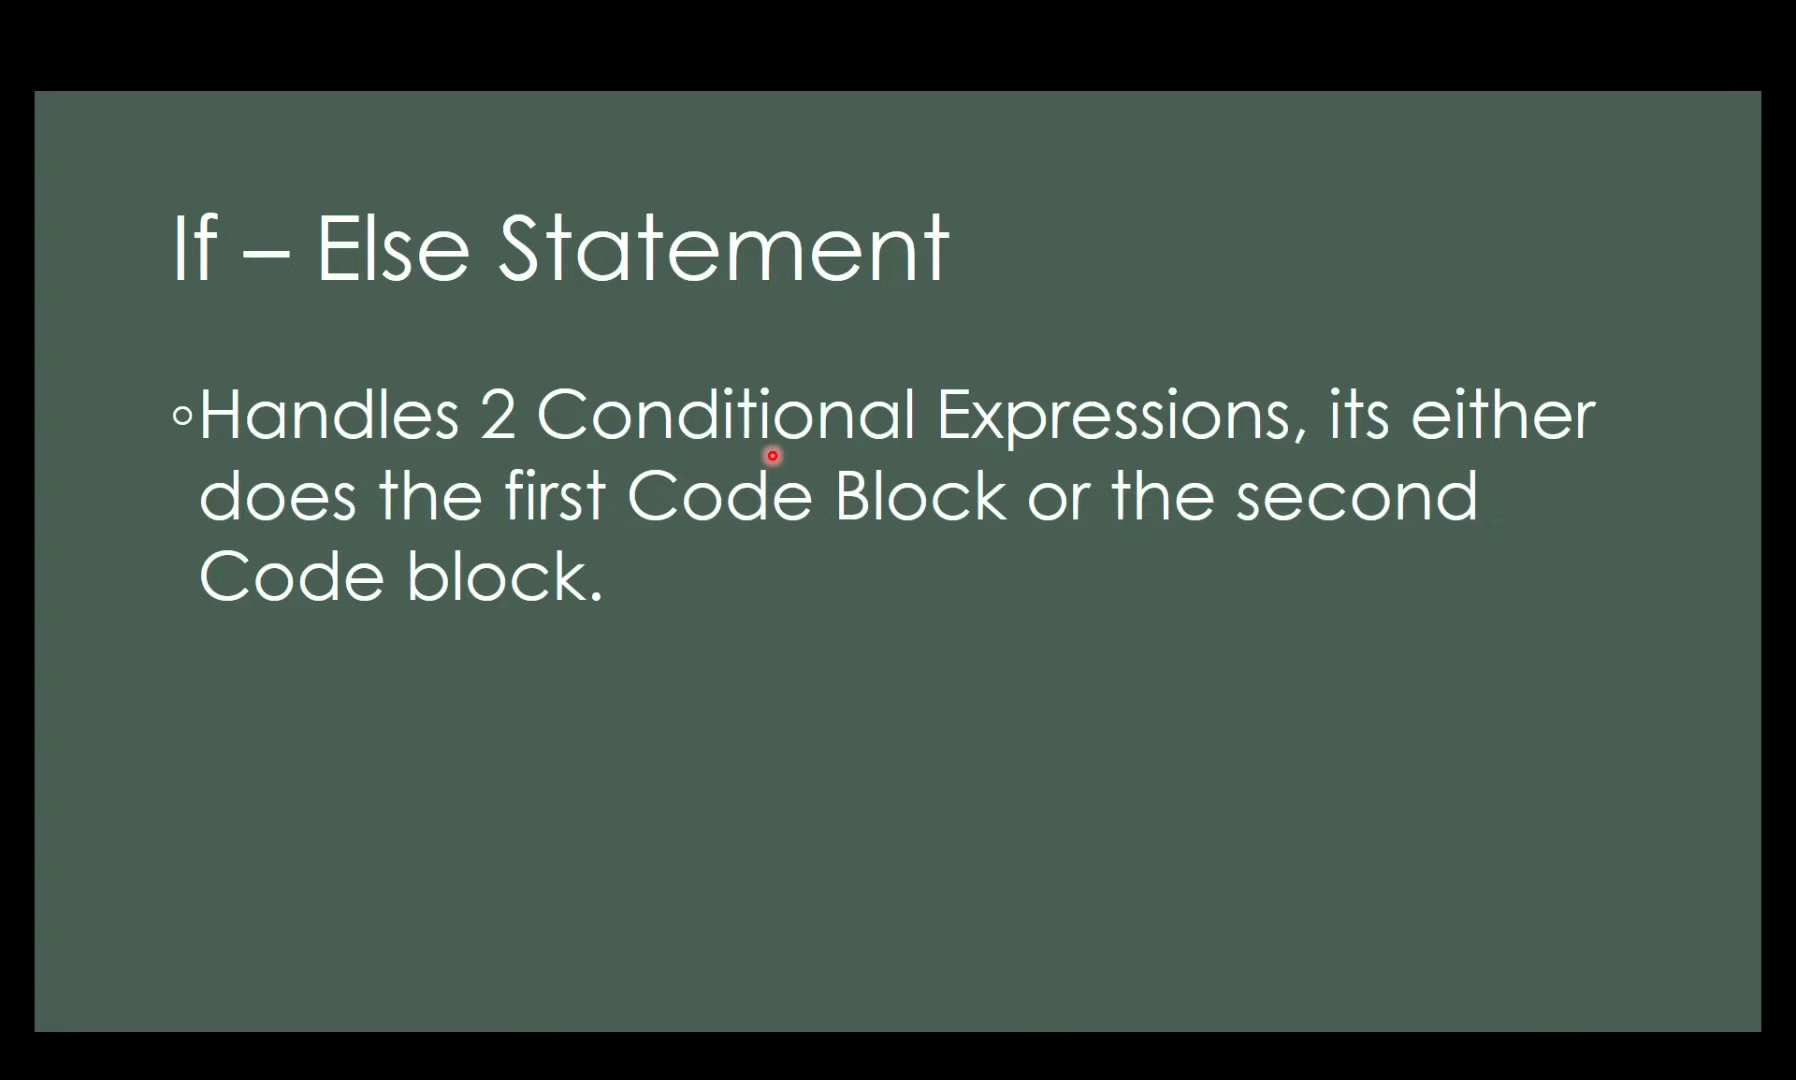 If – Else Statement
◦Handles 2 Conditional Expressions, its either
does the first Code Block or the second
Code block.